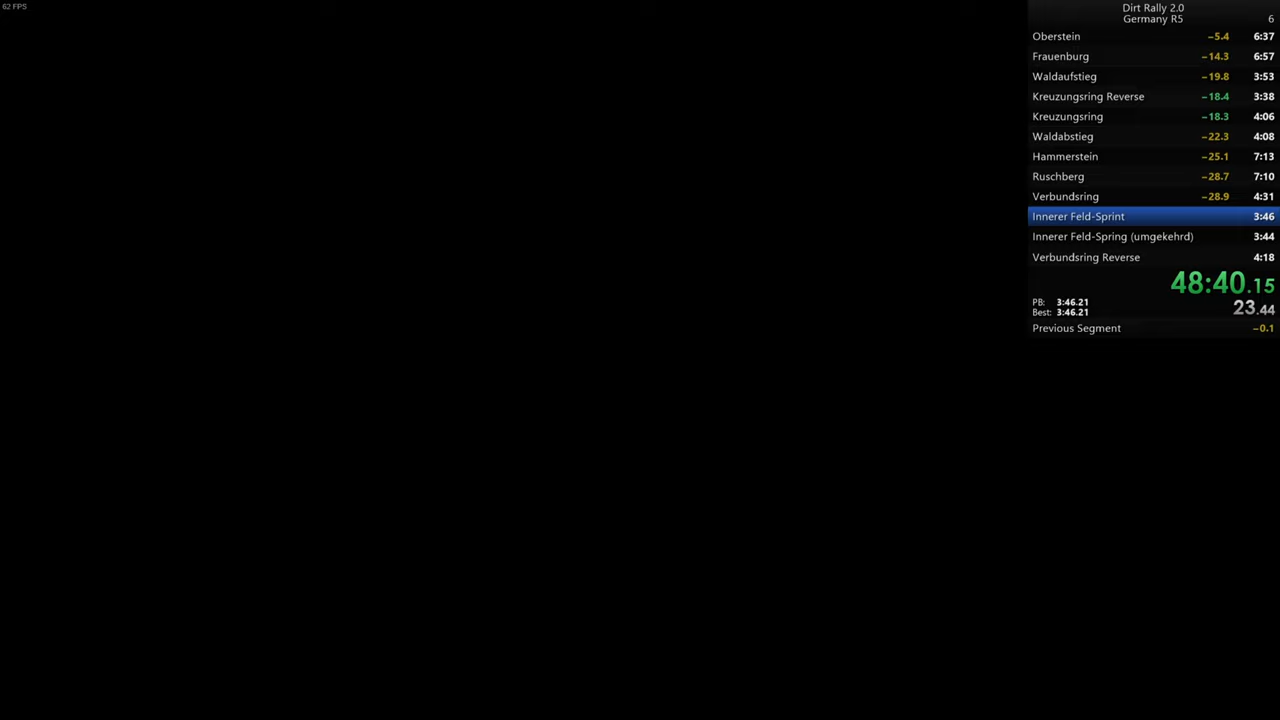 62 FPS
Dirt Rally 2.0
Germany R5 6
Oberstein −5.4 6:37
Frauenburg −14.3 6:57
Waldaufstieg −19.8 3:53
Kreuzungsring Reverse −18.4 3:38
Kreuzungsring −18.3 4:06
Waldabstieg −22.3 4:08
Hammerstein −25.1 7:13
Ruschberg −28.7 7:10
Verbundsring −28.9 4:31
Innerer Feld-Sprint 3:46
Innerer Feld-Spring (umgekehrd) 3:44
Verbundsring Reverse 4:18
48:40.15
PB: 3:46.21
Best: 3:46.21
23.44
Previous Segment −0.1